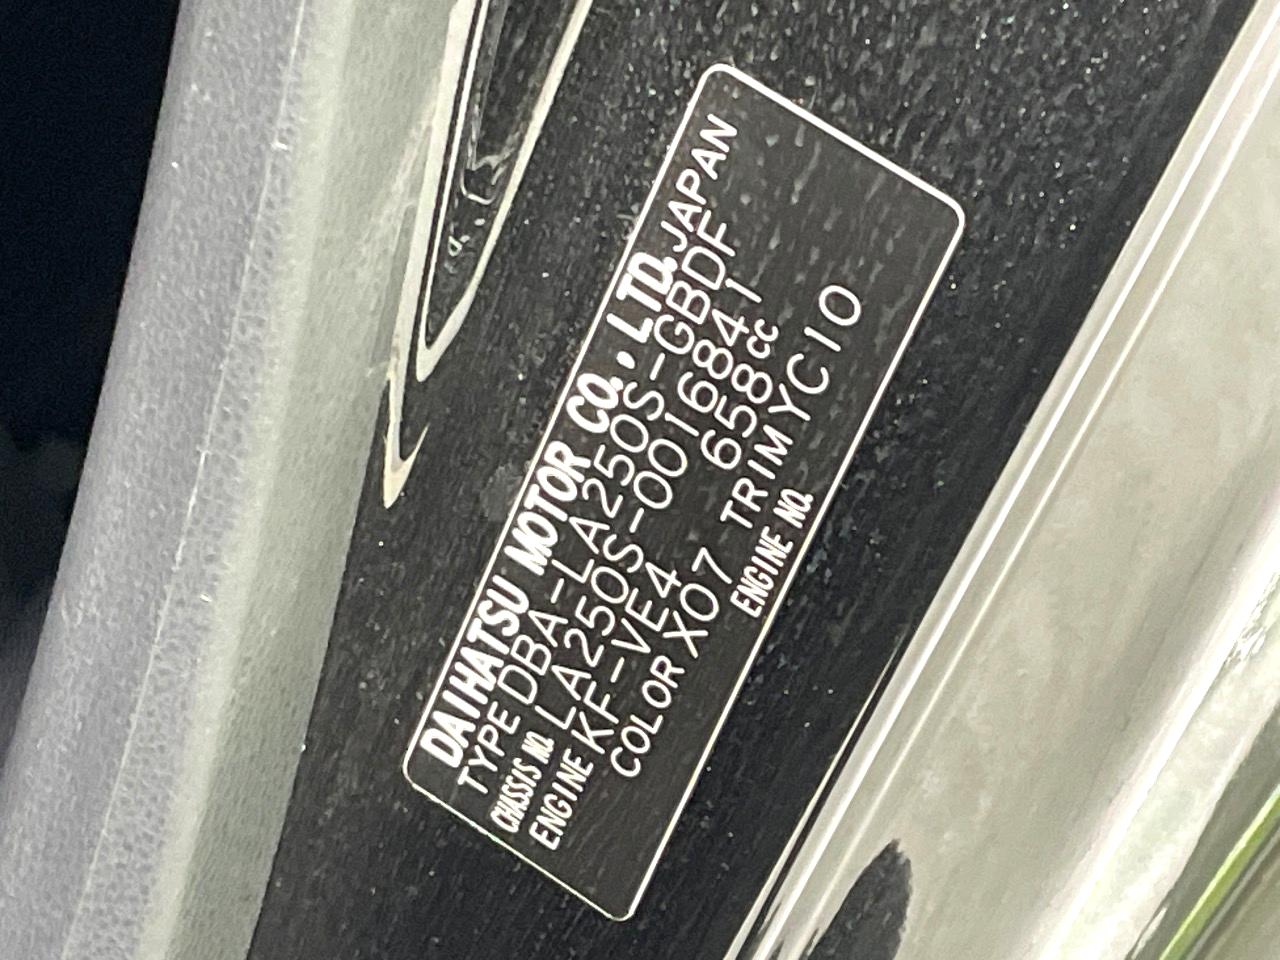 DAIHATSU MOTOR CO., LTD. JAPAN
TYPE DBA-LA250S-GBDF
CHASSIS NO. LA250S-0016841
ENGINE KF-VE4 658cc
COLOR X07 TRIM YC10
ENGINE NO.